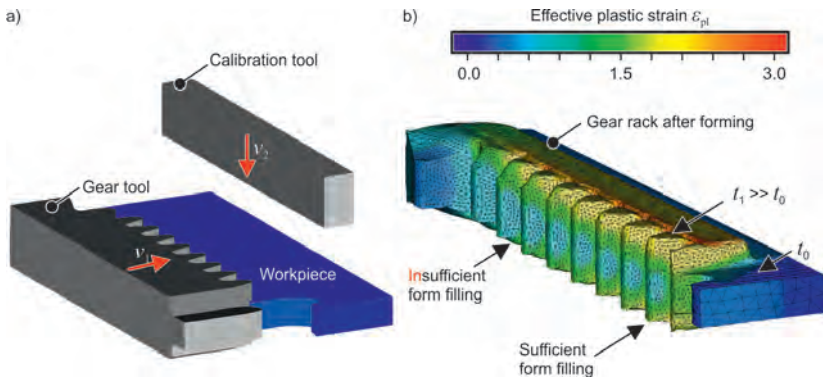 a)
Calibration tool
v2
Gear tool
v1
Workpiece
b)
Effective plastic strain εpl
0.0 1.5 3.0
Gear rack after forming
t1 >> t0
t0
Insufficient
form filling
Sufficient
form filling